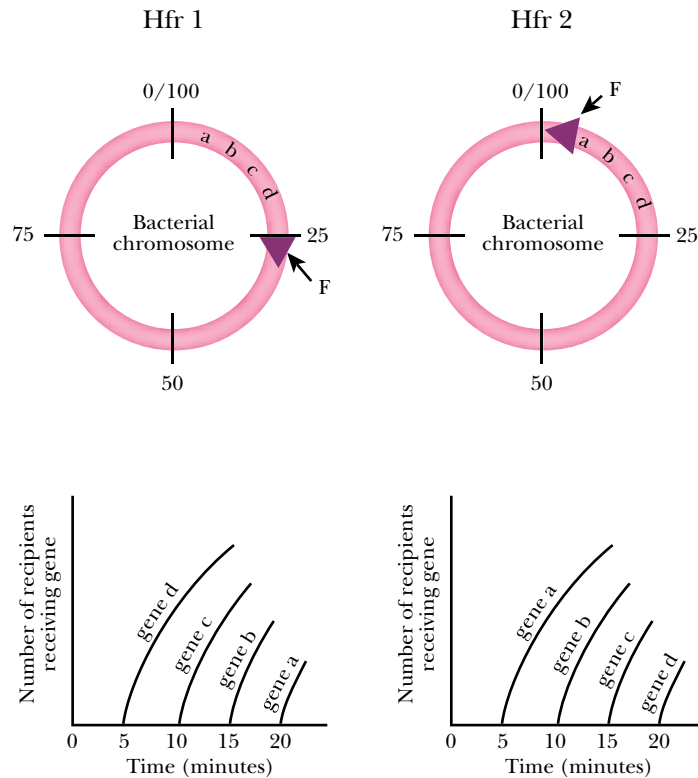 Hfr 1
0/100
a b c d
75
Bacterial
chromosome
25
F
50
Hfr 2
0/100
F
a b c d
75
Bacterial
chromosome
25
50
Number of recipients
receiving gene
gene d
gene c
gene b
gene a
0 5 10 15 20
Time (minutes)
Number of recipients
receiving gene
gene a
gene b
gene c
gene d
0 5 10 15 20
Time (minutes)